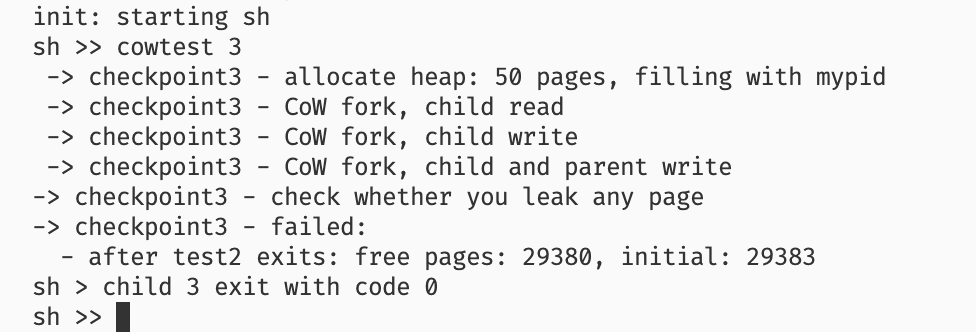 init: starting sh
sh >> cowtest 3
-> checkpoint3 - allocate heap: 50 pages, filling with mypid
-> checkpoint3 - CoW fork, child read
-> checkpoint3 - CoW fork, child write
-> checkpoint3 - CoW fork, child and parent write
-> checkpoint3 - check whether you leak any page
-> checkpoint3 - failed:
- after test2 exits: free pages: 29380, initial: 29383
sh > child 3 exit with code 0
sh >>